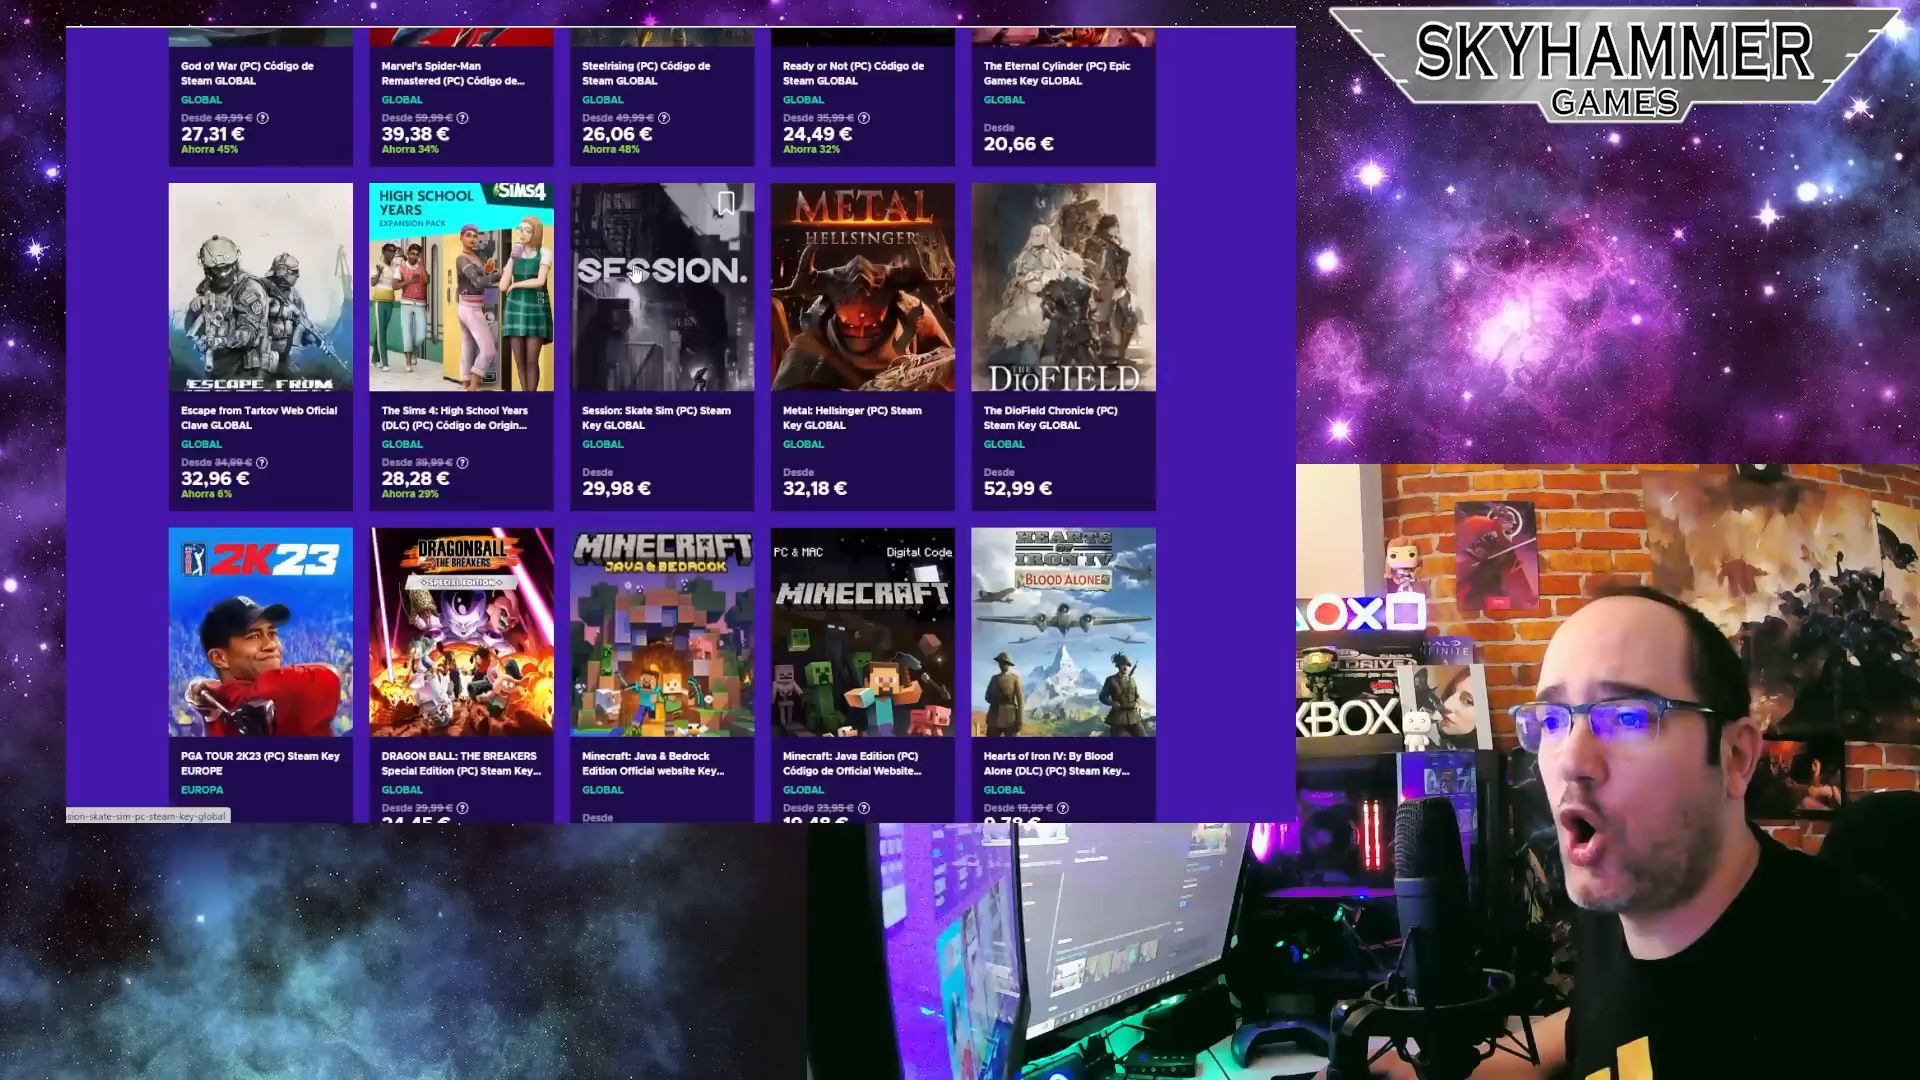 SKYHAMMER
GAMES
God of War (PC) Código de
Steam GLOBAL
GLOBAL
Desde 49,99 €
27,31 €
Ahorra 45%
Marvel's Spider-Man
Remastered (PC) Código de...
GLOBAL
Desde 59,99 €
39,38 €
Ahorra 34%
Steelrising (PC) Código de
Steam GLOBAL
GLOBAL
Desde 49,99 €
26,06 €
Ahorra 48%
Ready or Not (PC) Código de
Steam GLOBAL
GLOBAL
Desde 35,99 €
24,49 €
Ahorra 32%
The Eternal Cylinder (PC) Epic
Games Key GLOBAL
GLOBAL
Desde
20,66 €
ESCAPE FROM
Escape from Tarkov Web Oficial
Clave GLOBAL
GLOBAL
Desde 34,99 €
32,96 €
Ahorra 6%
SIMS4
HIGH SCHOOL
YEARS
EXPANSION PACK
The Sims 4: High School Years
(DLC) (PC) Código de Origin...
GLOBAL
Desde 39,99 €
28,28 €
Ahorra 29%
SESSION.
Session: Skate Sim (PC) Steam
Key GLOBAL
GLOBAL
Desde
29,98 €
METAL
HELLSINGER
Metal: Hellsinger (PC) Steam
Key GLOBAL
GLOBAL
Desde
32,18 €
THE
DIOFIELD
The DioField Chronicle (PC)
Steam Key GLOBAL
GLOBAL
Desde
52,99 €
2K23
PGA TOUR 2K23 (PC) Steam Key
EUROPE
EUROPA
DRAGONBALL
THE BREAKERS
SPECIAL EDITION
DRAGON BALL: THE BREAKERS
Special Edition (PC) Steam Key...
GLOBAL
Desde 29,99 €
24,45 €
MINECRAFT
JAVA & BEDROCK
Minecraft: Java & Bedrock
Edition Official website Key...
GLOBAL
Desde
PC & MAC
Digital Code
MINECRAFT
Minecraft: Java Edition (PC)
Código de Official Website...
GLOBAL
Desde 23,95 €
19,48 €
HEARTS
OF
IRON IV
BLOOD ALONE
Hearts of Iron IV: By Blood
Alone (DLC) (PC) Steam Key...
GLOBAL
Desde 19,99 €
9,78 €
sion-skate-sim-pc-steam-key-global
HALO
INFINITE
DRIVE
XBOX